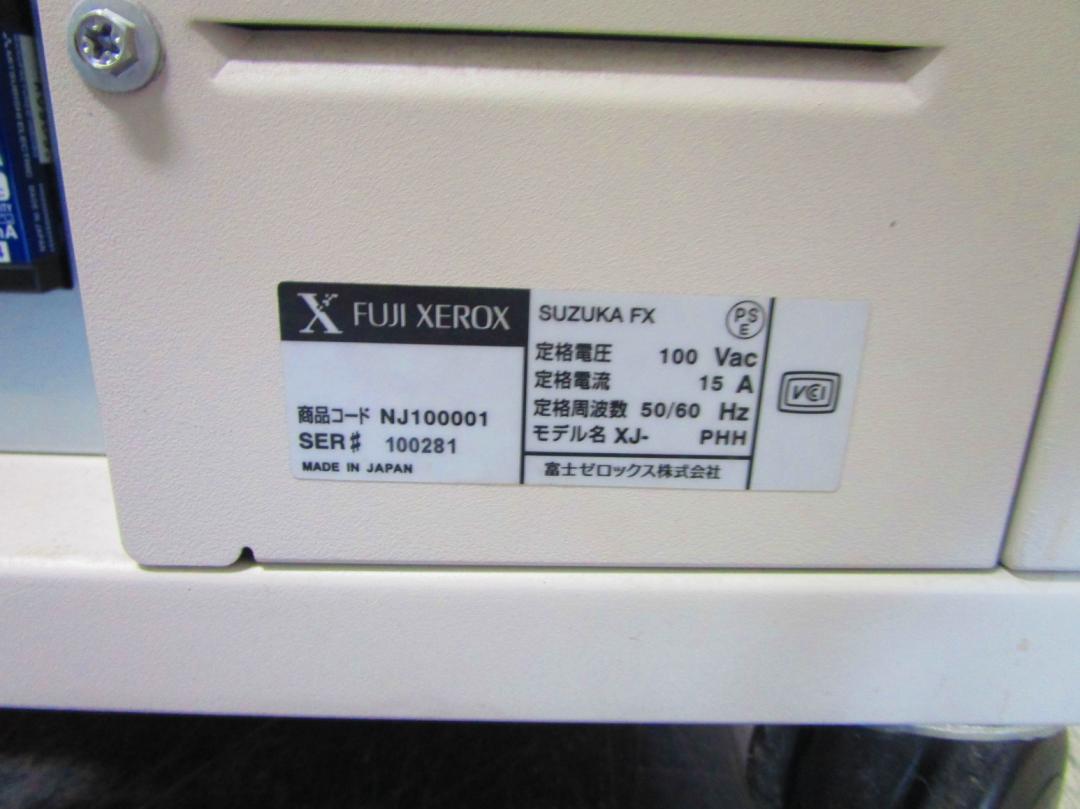 FUJI XEROX
商品コード NJ100001
SER# 100281
MADE IN JAPAN
SUZUKA FX
PS
E
定格電圧 100 Vac
定格電流 15 A
定格周波数 50/60 Hz
モデル名 XJ- PHH
富士ゼロックス株式会社
VCI